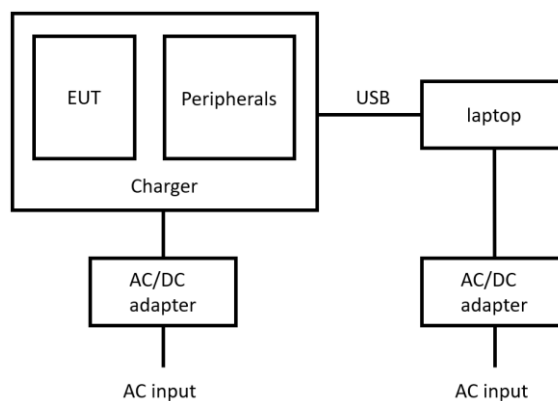 EUT
Peripherals
USB
laptop
Charger
AC/DC
adapter
AC/DC
adapter
AC input
AC input